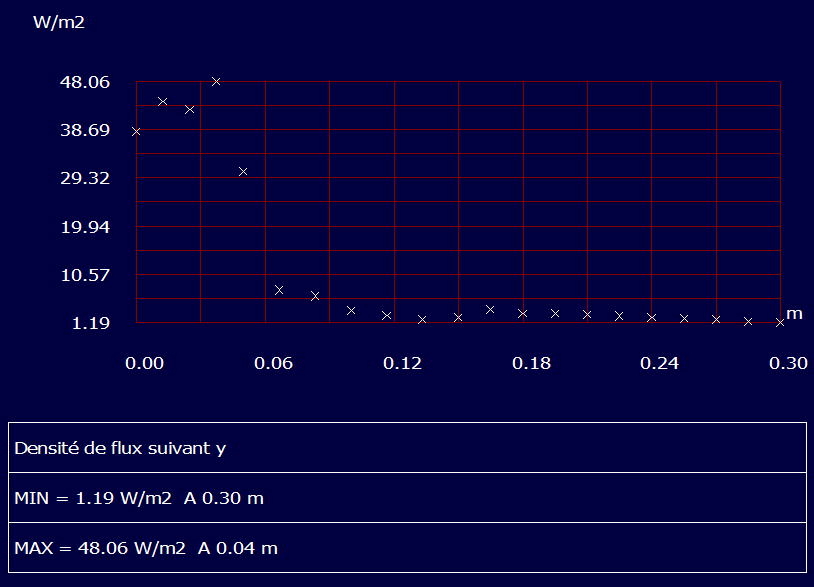 W/m2
48.06
38.69
29.32
19.94
10.57
1.19
m
0.00 0.06 0.12 0.18 0.24 0.30
Densité de flux suivant y
MIN = 1.19 W/m2 A 0.30 m
MAX = 48.06 W/m2 A 0.04 m